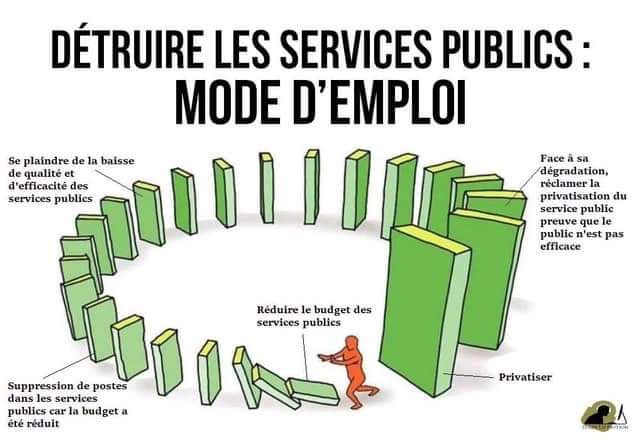 DÉTRUIRE LES SERVICES PUBLICS :
MODE D'EMPLOI
Se plaindre de la baisse
de qualité et
d'efficacité des
services publics
Face à sa
dégradation,
réclamer la
privatisation du
service public
preuve que le
public n'est pas
efficace
Réduire le budget des
services publics
Privatiser
Suppression de postes
dans les services
publics car la budget a
été réduit